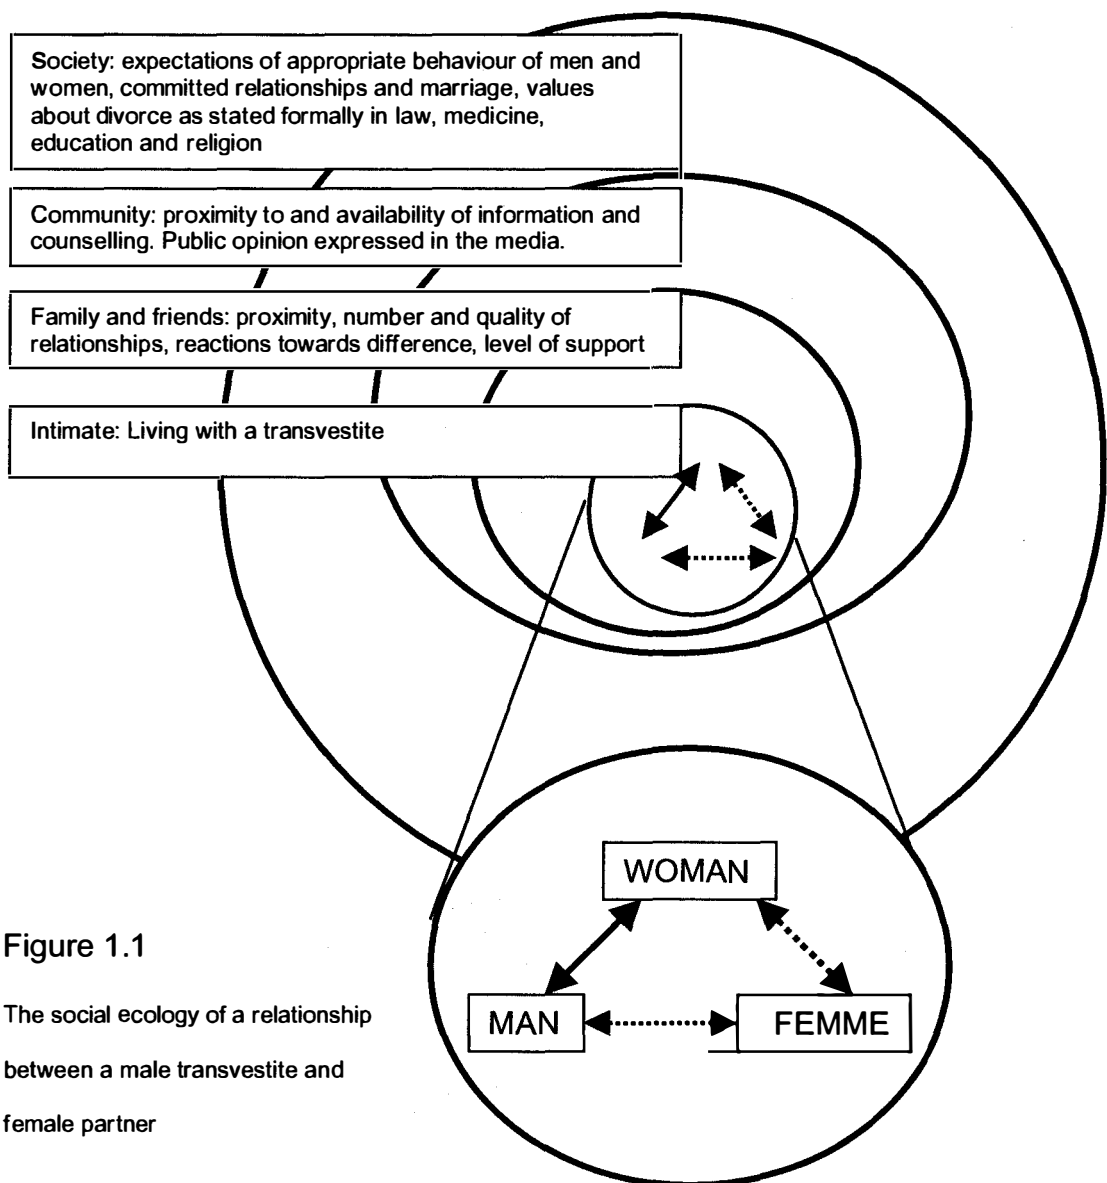 Society: expectations of appropriate behaviour of men and
women, committed relationships and marriage, values
about divorce as stated formally in law, medicine,
education and religion
Community: proximity to and availability of information and
counselling. Public opinion expressed in the media.
Family and friends: proximity, number and quality of
relationships, reactions towards difference, level of support
Intimate: Living with a transvestite
WOMAN
MAN
FEMME
Figure 1.1
The social ecology of a relationship
between a male transvestite and
female partner